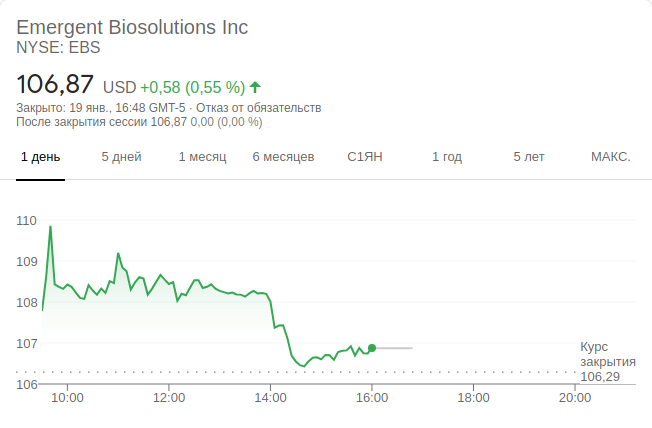 Emergent Biosolutions Inc
NYSE: EBS
106,87 USD +0,58 (0,55 %)
Закрыто: 19 янв., 16:48 GMT-5 · Отказ от обязательств
После закрытия сессии 106,87 0,00 (0,00 %)
1 день 5 дней 1 месяц 6 месяцев С1ЯН 1 год 5 лет МАКС.
110
109
108
107
Курс
закрытия
106,29
106
10:00 12:00 14:00 16:00 18:00 20:00